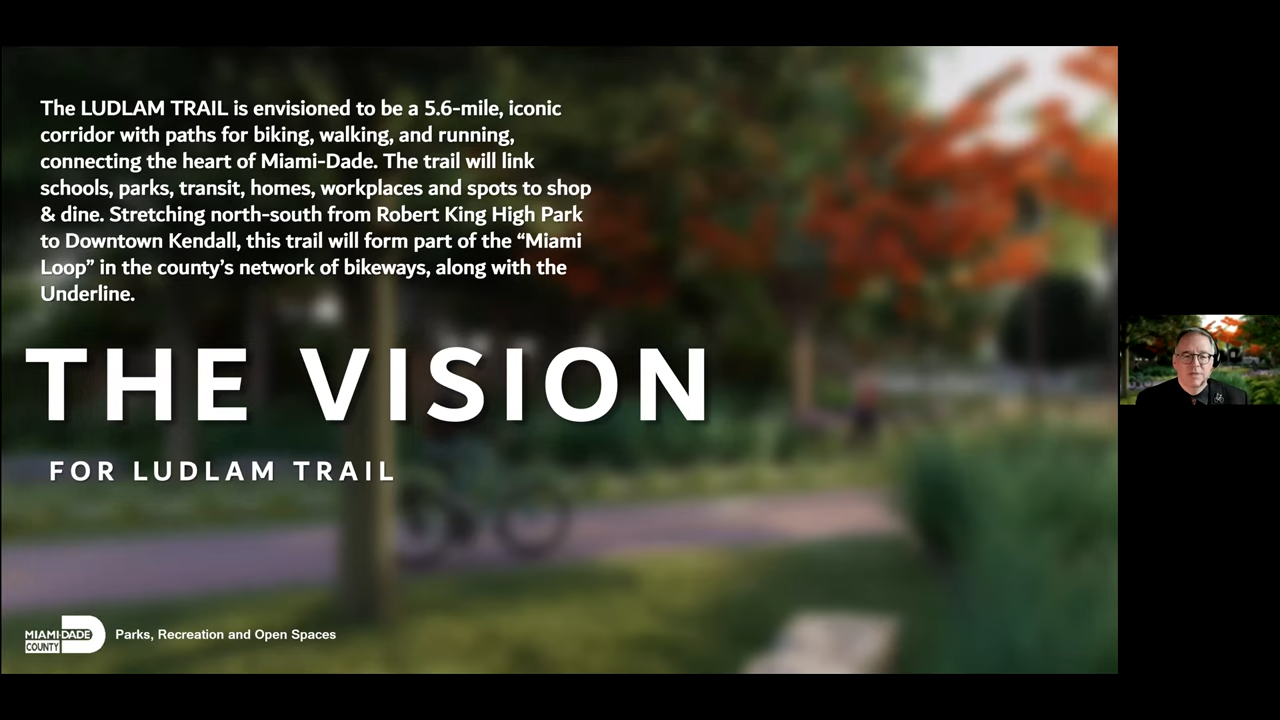 The LUDLAM TRAIL is envisioned to be a 5.6-mile, iconic
corridor with paths for biking, walking, and running,
connecting the heart of Miami-Dade. The trail will link
schools, parks, transit, homes, workplaces and spots to shop
& dine. Stretching north-south from Robert King High Park
to Downtown Kendall, this trail will form part of the “Miami
Loop” in the county’s network of bikeways, along with the
Underline.
THE VISION
FOR LUDLAM TRAIL
MIAMI-DADE
COUNTY
Parks, Recreation and Open Spaces